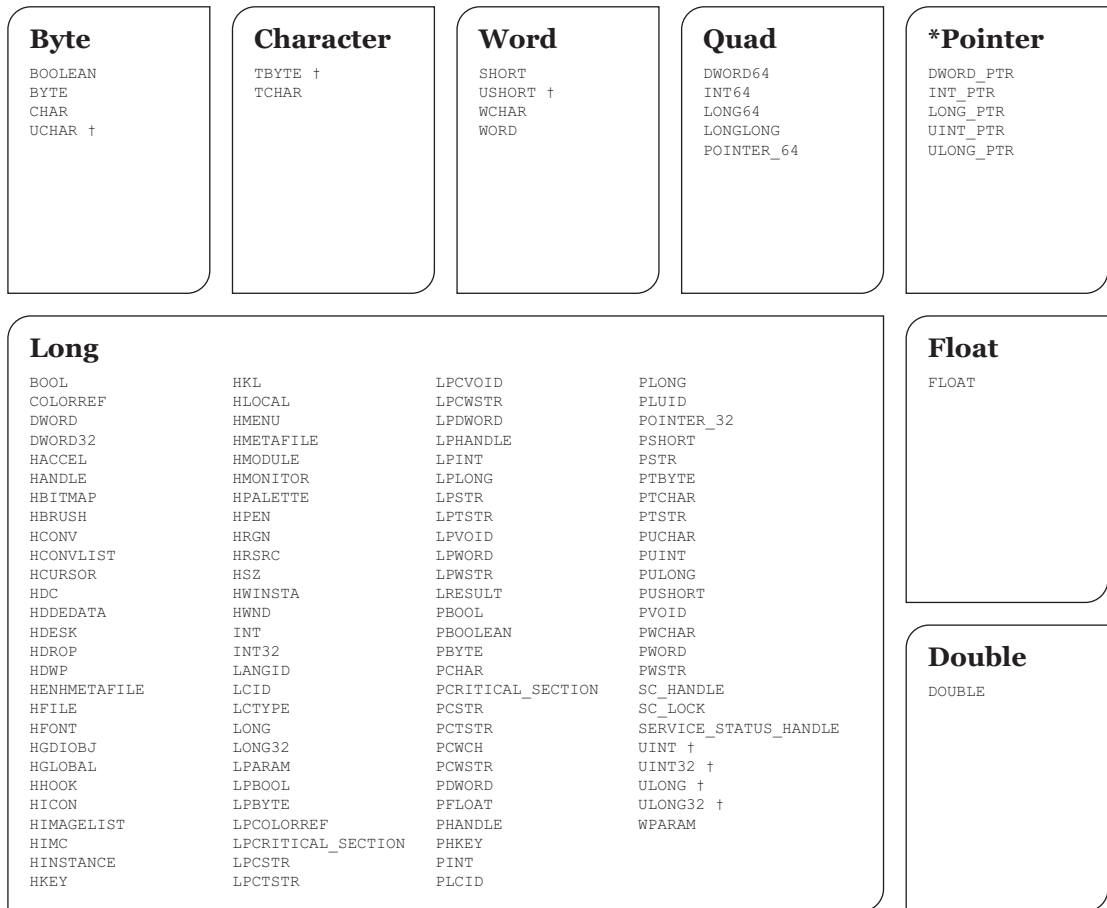 Byte
BOOLEAN
BYTE
CHAR
UCHAR †
Character
TBYTE †
TCHAR
Word
SHORT
USHORT †
WCHAR
WORD
Quad
DWORD64
INT64
LONG64
LONGLONG
POINTER_64
*Pointer
DWORD_PTR
INT_PTR
LONG_PTR
UINT_PTR
ULONG_PTR
Long
BOOL
COLORREF
DWORD
DWORD32
HACCEL
HANDLE
HBITMAP
HBRUSH
HCONV
HCONVLIST
HCURSOR
HDC
HDDEDATA
HDESK
HDROP
HDWP
HENHMETAFILE
HFILE
HFONT
HGDIOBJ
HGLOBAL
HHOOK
HICON
HIMAGELIST
HIMC
HINSTANCE
HKEY
HKL
HLOCAL
HMENU
HMETAFILE
HMODULE
HMONITOR
HPALETTE
HPEN
HRGN
HRSRC
HSZ
HWINSTA
HWND
INT
INT32
LANGID
LCID
LCTYPE
LONG
LONG32
LPARAM
LPBOOL
LPBYTE
LPCOLORREF
LPCRITICAL_SECTION
LPCSTR
LPCTSTR
LPCVOID
LPCWSTR
LPDWORD
LPHANDLE
LPINT
LPLONG
LPSTR
LPTSTR
LPVOID
LPWORD
LPWSTR
LRESULT
PBOOL
PBOOLEAN
PBYTE
PCHAR
PCRITICAL_SECTION
PCSTR
PCTSTR
PCWCH
PCWSTR
PDWORD
PFLOAT
PHANDLE
PHKEY
PINT
PLCID
PLONG
PLUID
POINTER_32
PSHORT
PSTR
PTBYTE
PTCHAR
PTSTR
PUCHAR
PUINT
PULONG
PUSHORT
PVOID
PWCHAR
PWORD
PWSTR
SC_HANDLE
SC_LOCK
SERVICE_STATUS_HANDLE
UINT †
UINT32 †
ULONG †
ULONG32 †
WPARAM
Float
FLOAT
Double
DOUBLE